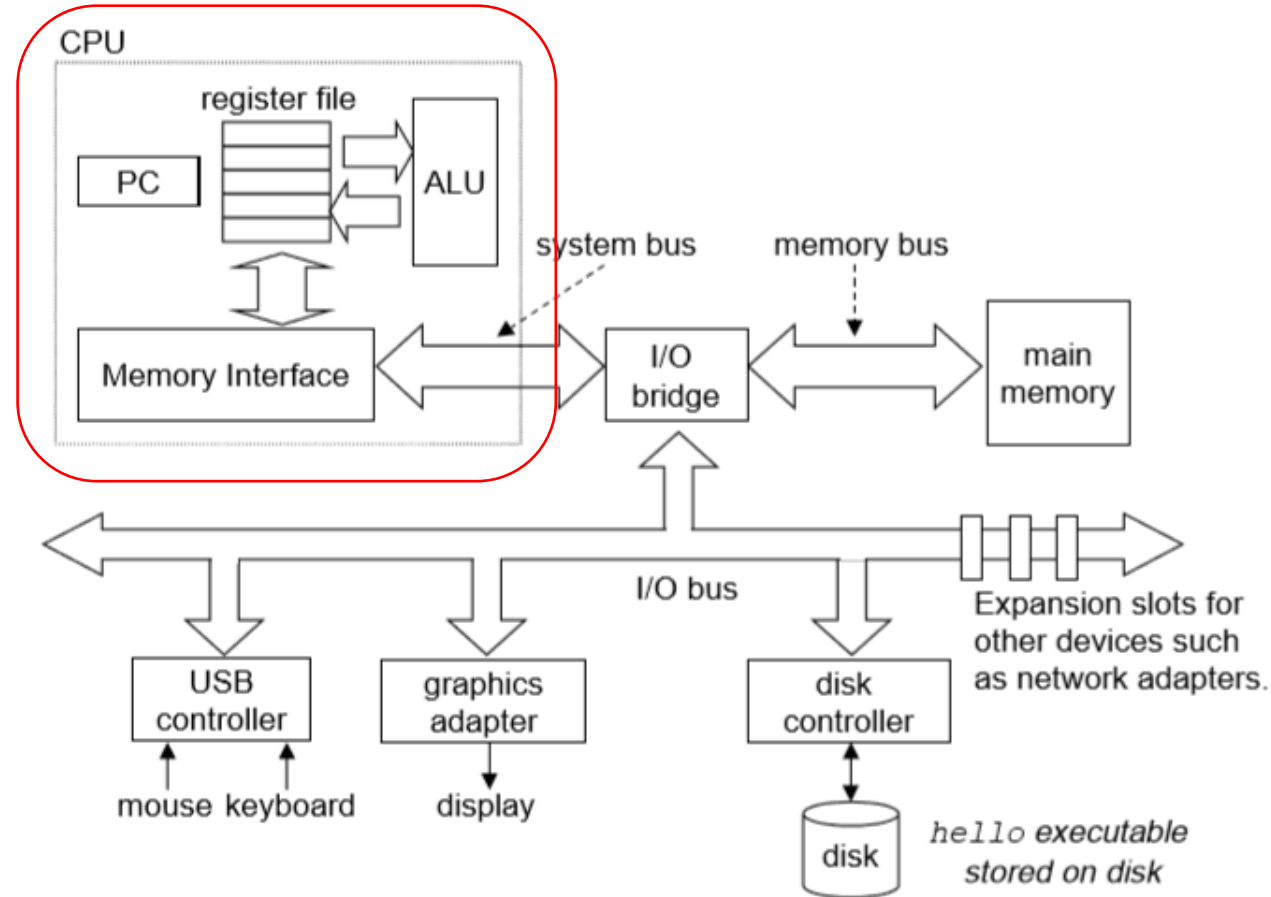 CPU
register file
PC
ALU
system bus
memory bus
Memory Interface
I/O
bridge
main
memory
I/O bus
Expansion slots for
other devices such
as network adapters.
USB
controller
graphics
adapter
disk
controller
mouse
keyboard
display
disk
hello executable
stored on disk